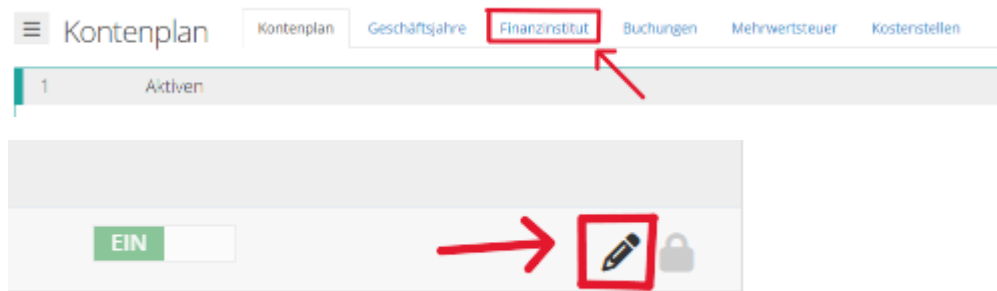 Kontenplan Kontenplan Geschäftsjahre Finanzinstitut Buchungen Mehrwertsteuer Kostenstellen
1 Aktiven
EIN